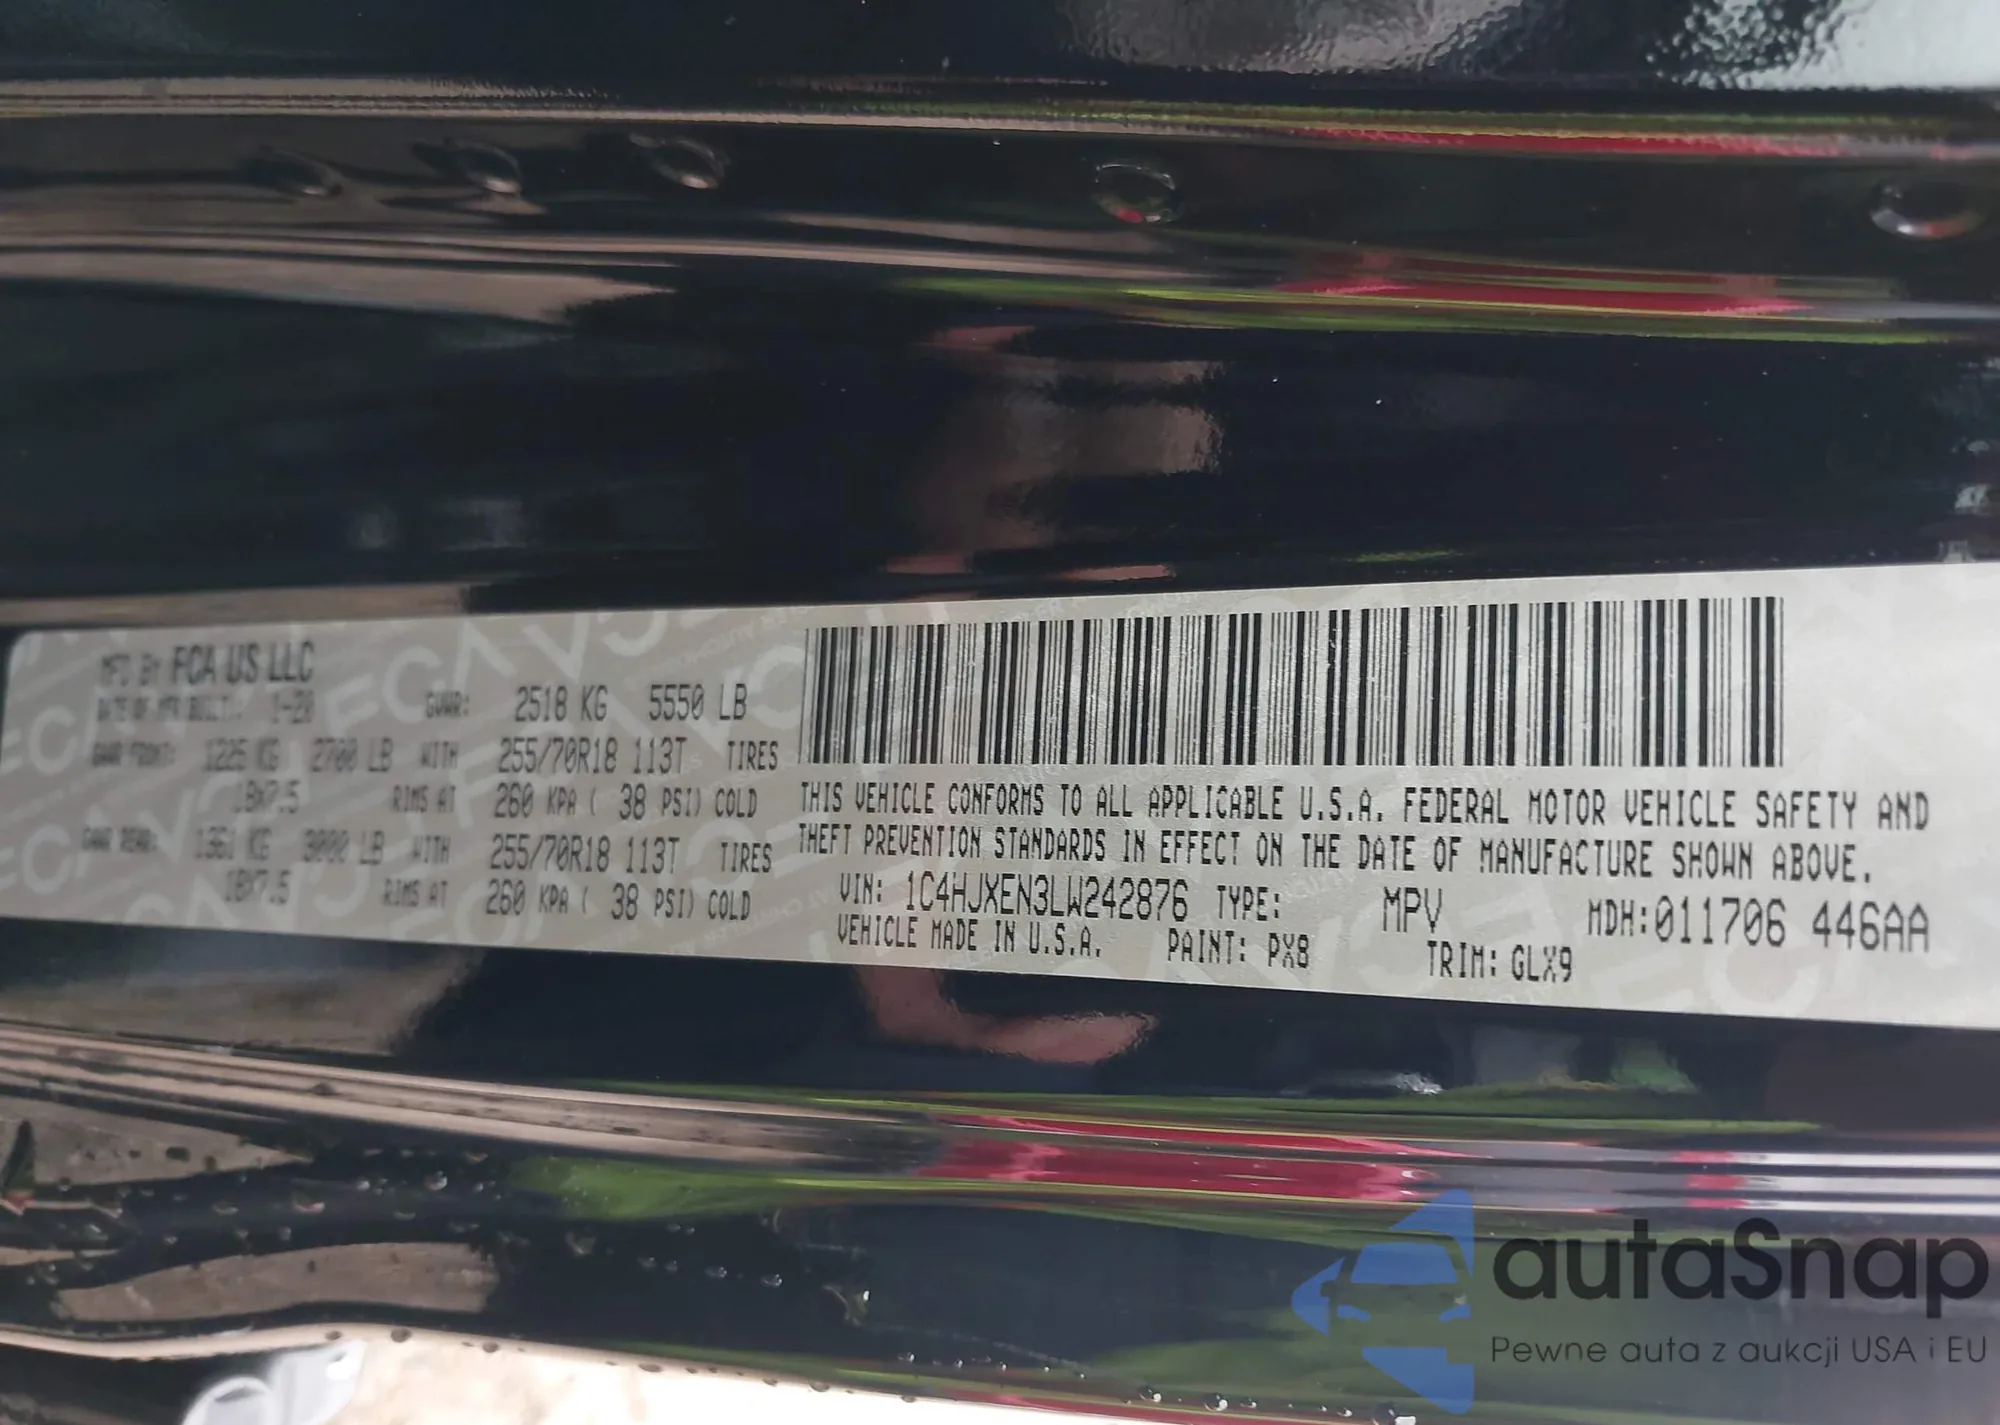 MFD BY FCA US LLC
DATE OF MFR BUILT: 1-20 GVWR: 2518 KG 5550 LB
GAWR FRONT: 1225 KG 2700 LB WITH 255/70R18 113T TIRES
18X7.5 RIMS AT 260 KPA ( 38 PSI) COLD
GAWR REAR: 1361 KG 3000 LB WITH 255/70R18 113T TIRES
18X7.5 RIMS AT 260 KPA ( 38 PSI) COLD
THIS VEHICLE CONFORMS TO ALL APPLICABLE U.S.A. FEDERAL MOTOR VEHICLE SAFETY AND
THEFT PREVENTION STANDARDS IN EFFECT ON THE DATE OF MANUFACTURE SHOWN ABOVE.
VIN: 1C4HJXEN3LW242876 TYPE: MPV MDH:011706 446AA
VEHICLE MADE IN U.S.A. PAINT: PX8 TRIM: GLX9
autaSnap
Pewne auta z aukcji USA i EU